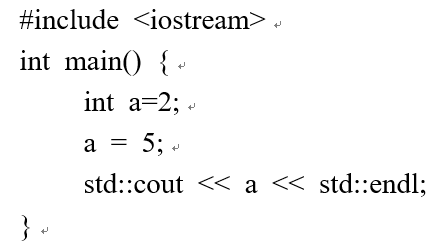 #include <iostream>
int main() {
int a=2;
a = 5;
std::cout << a << std::endl;
}